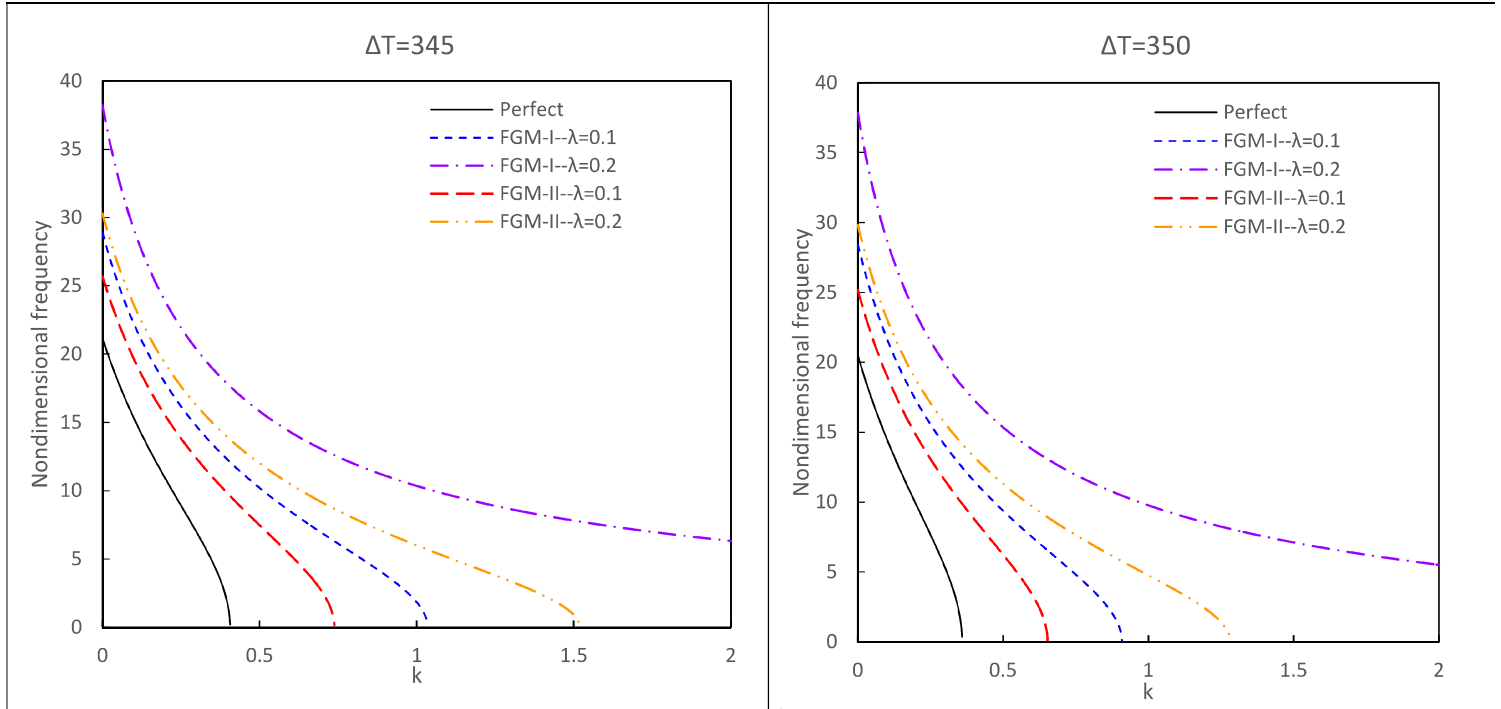 ΔT=345
40
35
30
25
20
15
10
5
0
Nondimensional frequency
Perfect
FGM-I--λ=0.1
FGM-I--λ=0.2
FGM-II--λ=0.1
FGM-II--λ=0.2
0 0.5 1 1.5 2
k
ΔT=350
40
35
30
25
20
15
10
5
0
Nondimensional frequency
Perfect
FGM-I--λ=0.1
FGM-I--λ=0.2
FGM-II--λ=0.1
FGM-II--λ=0.2
0 0.5 1 1.5 2
k